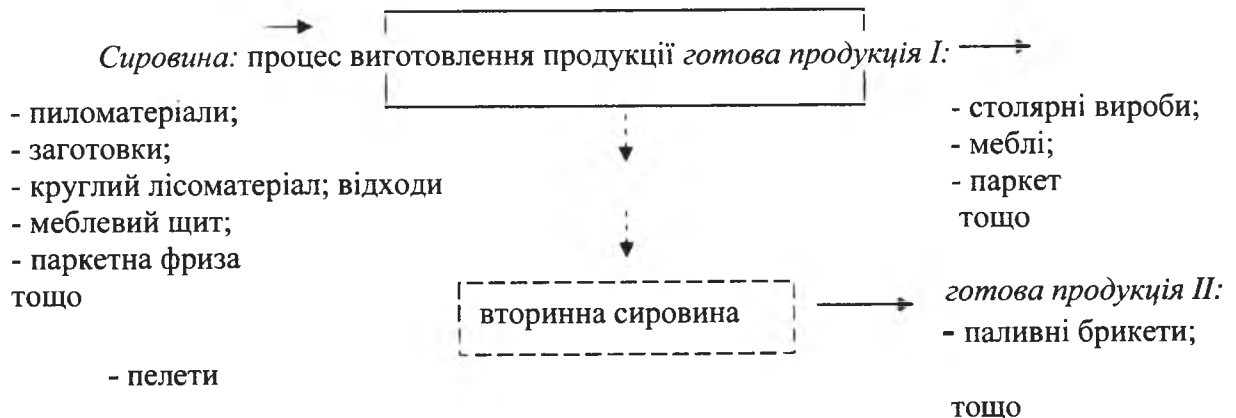 Сировина: процес виготовлення продукції готова продукція I:
- пиломатеріали;
- заготовки;
- круглий лісоматеріал; відходи
- меблевий щит;
- паркетна фриза
тощо
- столярні вироби;
- меблі;
- паркет
тощо
вторинна сировина
готова продукція II:
- паливні брикети;
- пелети
тощо